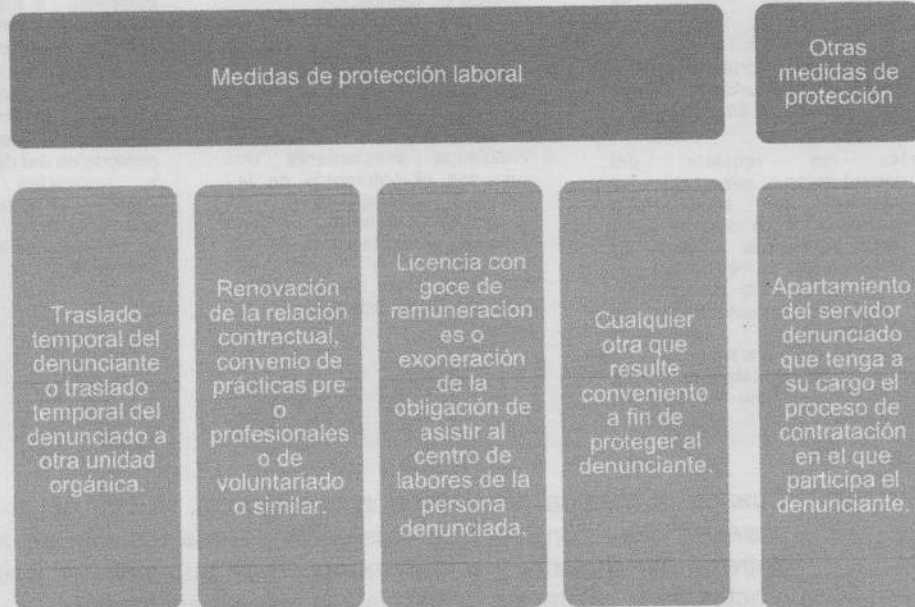 Medidas de protección laboral
Otras
medidas de
protección
Traslado
temporal del
denunciante
o traslado
temporal del
denunciado a
otra unidad
orgánica.
Renovación
de la relación
contractual,
convenio de
prácticas pre
o
profesionales
o de
voluntariado
o similar.
Licencia con
goce de
remuneracion
es o
exoneración
de la
obligación de
asistir al
centro de
labores de la
persona
denunciada.
Cualquier
otra que
resulte
conveniente
a fin de
proteger al
denunciante.
Apartamiento
del servidor
denunciado
que tenga a
su cargo el
proceso de
contratación
en el que
participa el
denunciante.